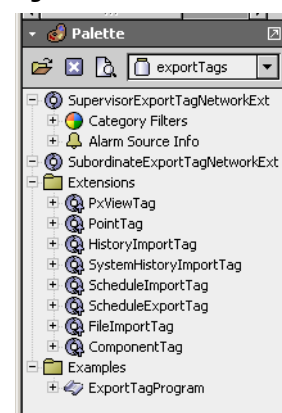 Palette
exportTags
SupervisorExportTagNetworkExt
Category Filters
Alarm Source Info
SubordinateExportTagNetworkExt
Extensions
PxViewTag
PointTag
HistoryImportTag
SystemHistoryImportTag
ScheduleImportTag
ScheduleExportTag
FileImportTag
ComponentTag
Examples
ExportTagProgram